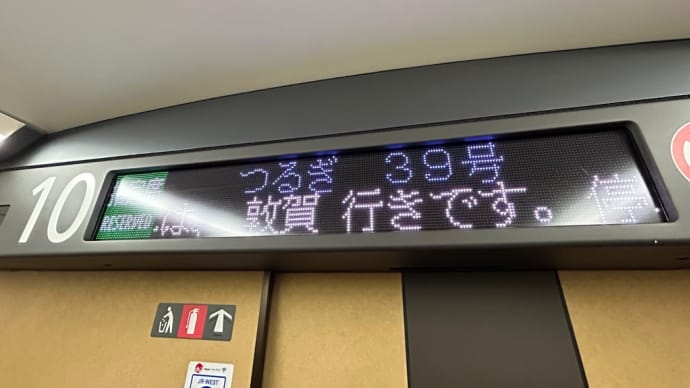 10
指定席 つるぎ 39号
RESERVED は、 敦賀 行きです。 停
JR-WEST